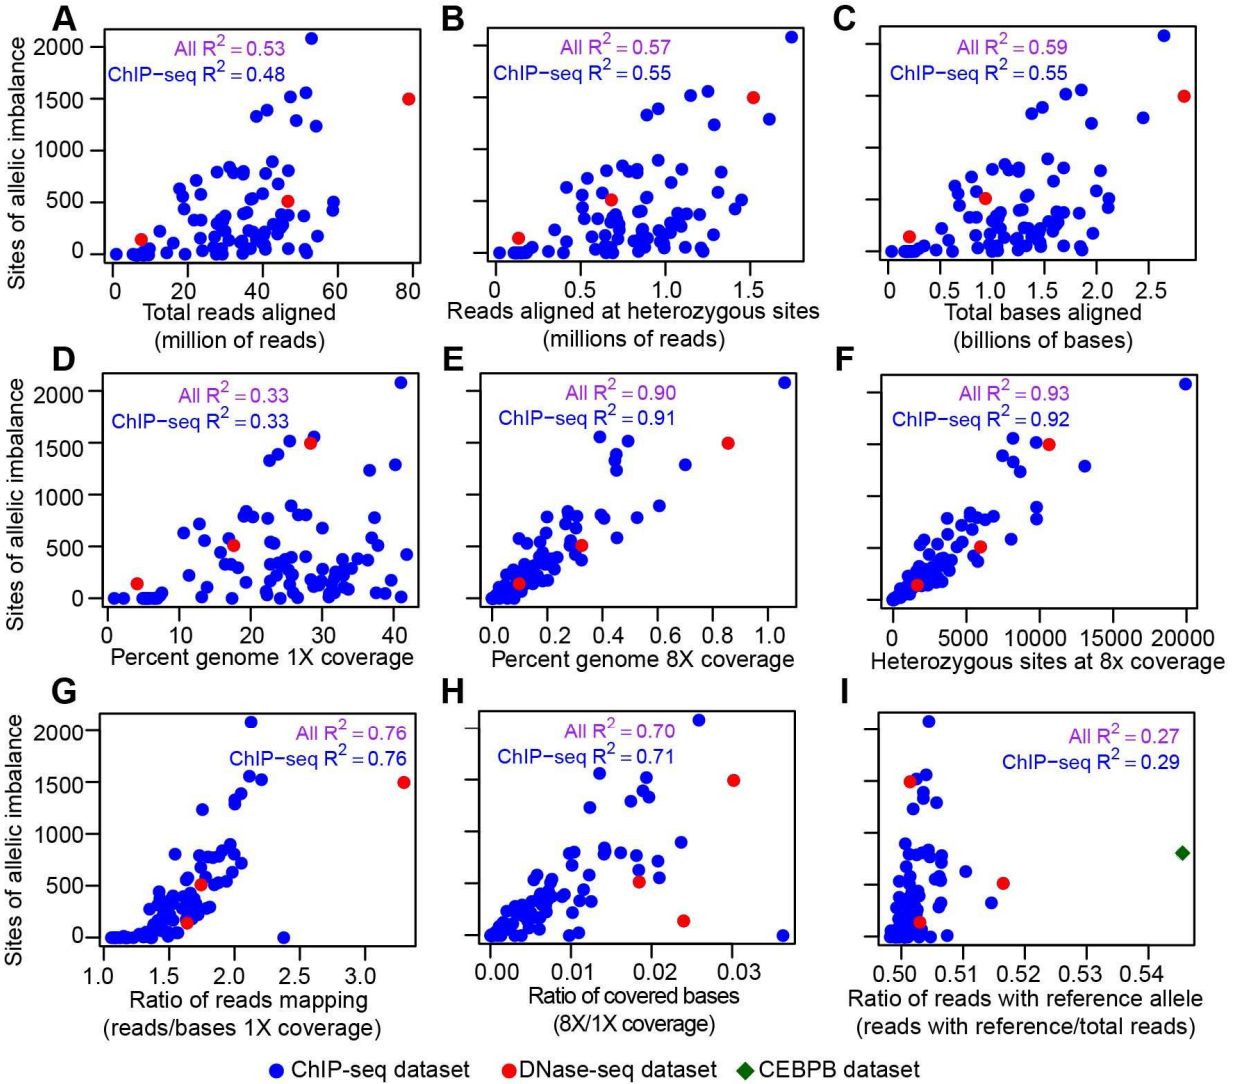 A
All R² = 0.53
ChIP−seq R² = 0.48
Sites of allelic imbalance
2000
1500
1000
500
0
0 20 40 60 80
Total reads aligned
(million of reads)
B
All R² = 0.57
ChIP−seq R² = 0.55
0 0.5 1.0 1.5
Reads aligned at heterozygous sites
(millions of reads)
C
All R² = 0.59
ChIP−seq R² = 0.55
0 0.5 1.0 1.5 2.0 2.5
Total bases aligned
(billions of bases)
D
All R² = 0.33
ChIP−seq R² = 0.33
Sites of allelic imbalance
2000
1500
1000
500
0
0 10 20 30 40
Percent genome 1X coverage
E
All R² = 0.90
ChIP−seq R² = 0.91
0.0 0.2 0.4 0.6 0.8 1.0
Percent genome 8X coverage
F
All R² = 0.93
ChIP−seq R² = 0.92
0 5000 10000 15000 20000
Heterozygous sites at 8x coverage
G
All R² = 0.76
ChIP−seq R² = 0.76
Sites of allelic imbalance
2000
1500
1000
500
0
1.0 1.5 2.0 2.5 3.0
Ratio of reads mapping
(reads/bases 1X coverage)
H
All R² = 0.70
ChIP−seq R² = 0.71
0.00 0.01 0.02 0.03
Ratio of covered bases
(8X/1X coverage)
I
All R² = 0.27
ChIP−seq R² = 0.29
0.50 0.51 0.52 0.53 0.54
Ratio of reads with reference allele
(reads with reference/total reads)
ChIP−seq dataset DNase−seq dataset CEBPB dataset